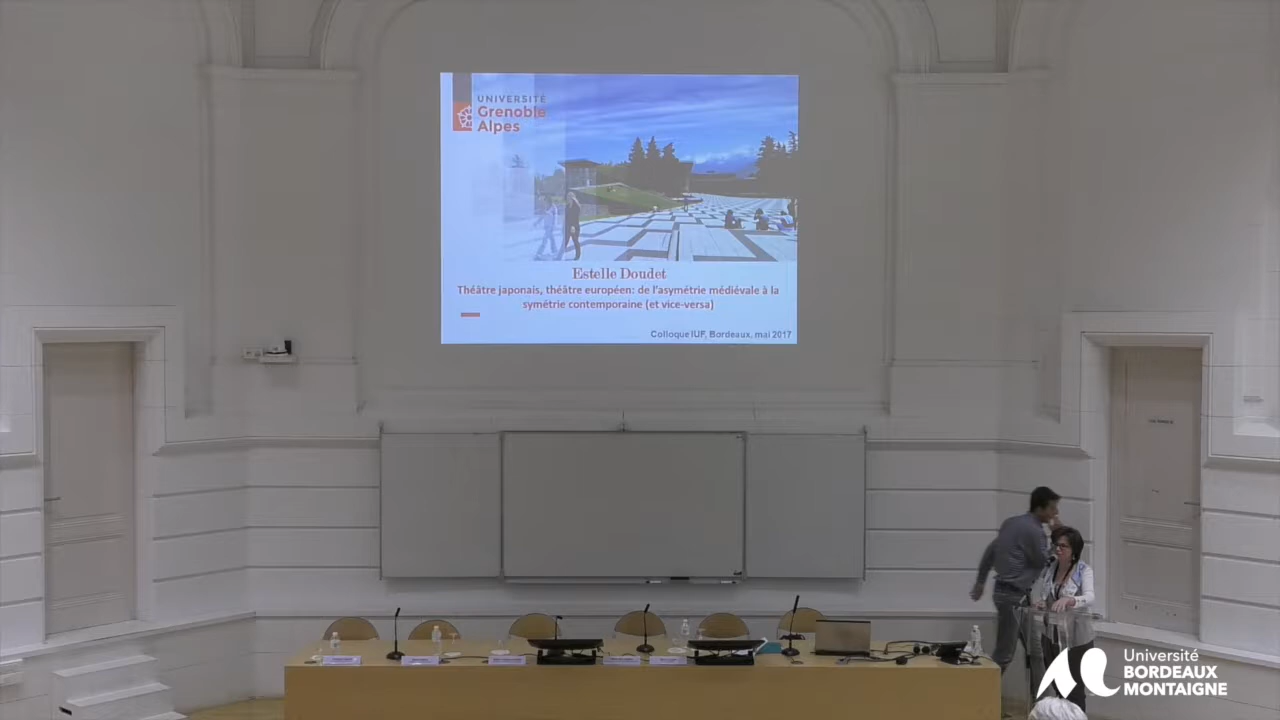 UNIVERSITÉ
Grenoble
Alpes
Estelle Doudet
Théâtre japonais, théâtre européen: de l'asymétrie médiévale à la
symétrie contemporaine (et vice-versa)
Colloque IUF, Bordeaux, mai 2017
Université
BORDEAUX
MONTAIGNE